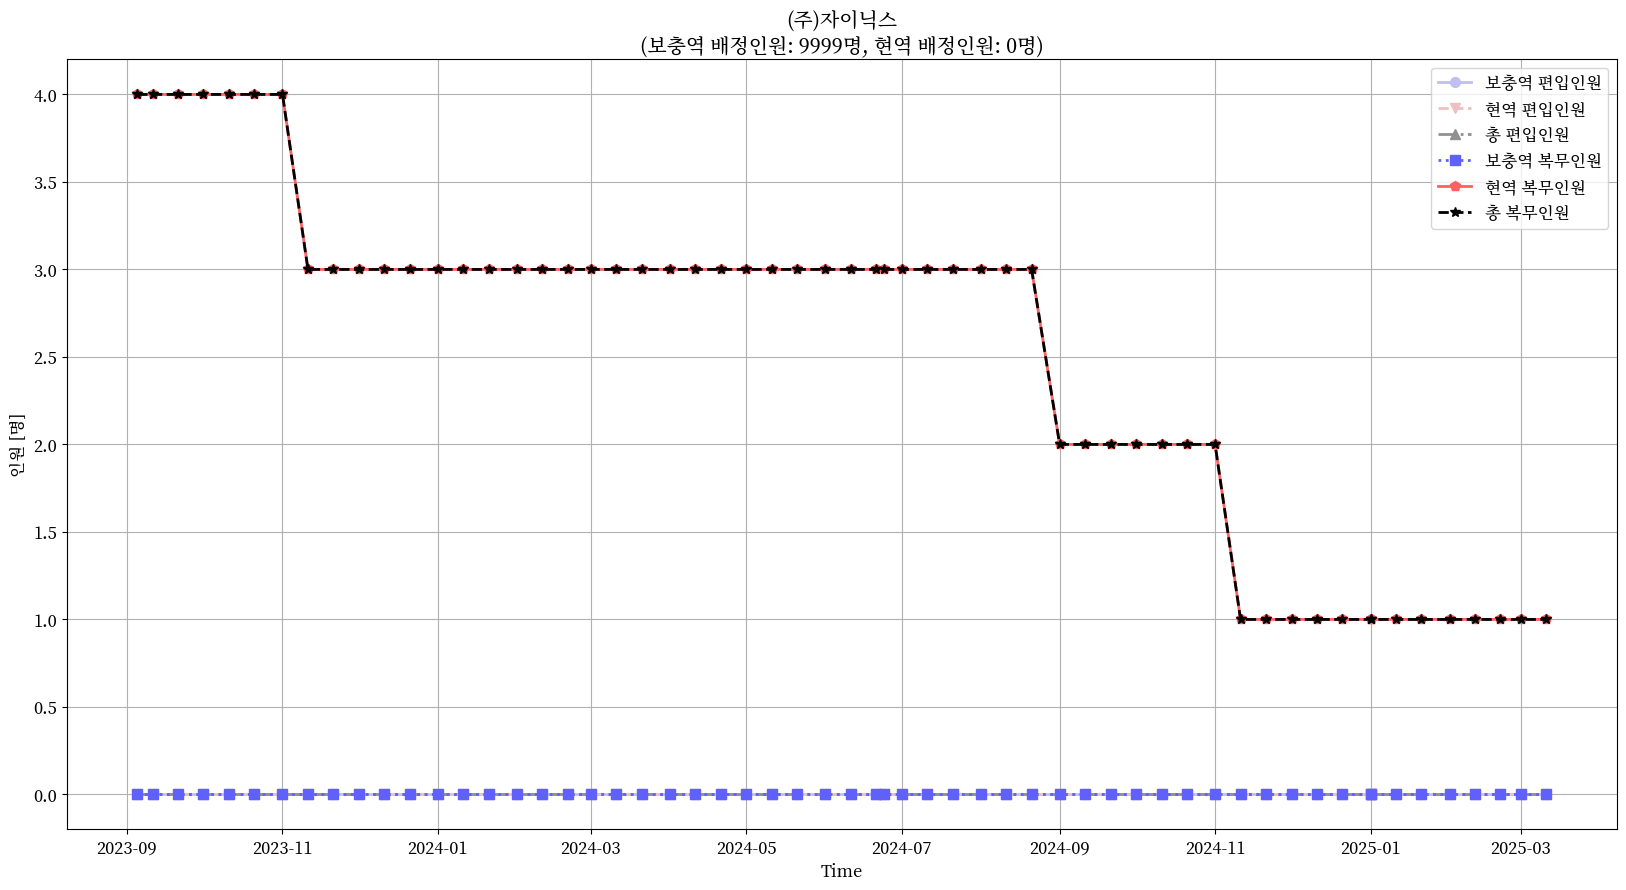 (주)자이닉스
(보충역 배정인원: 9999명, 현역 배정인원: 0명)
보충역 편입인원
현역 편입인원
총 편입인원
보충역 복무인원
현역 복무인원
총 복무인원
4.0
3.5
3.0
2.5
2.0
1.5
1.0
0.5
0.0
인원 [명]
2023-09
2023-11
2024-01
2024-03
2024-05
2024-07
2024-09
2024-11
2025-01
2025-03
Time